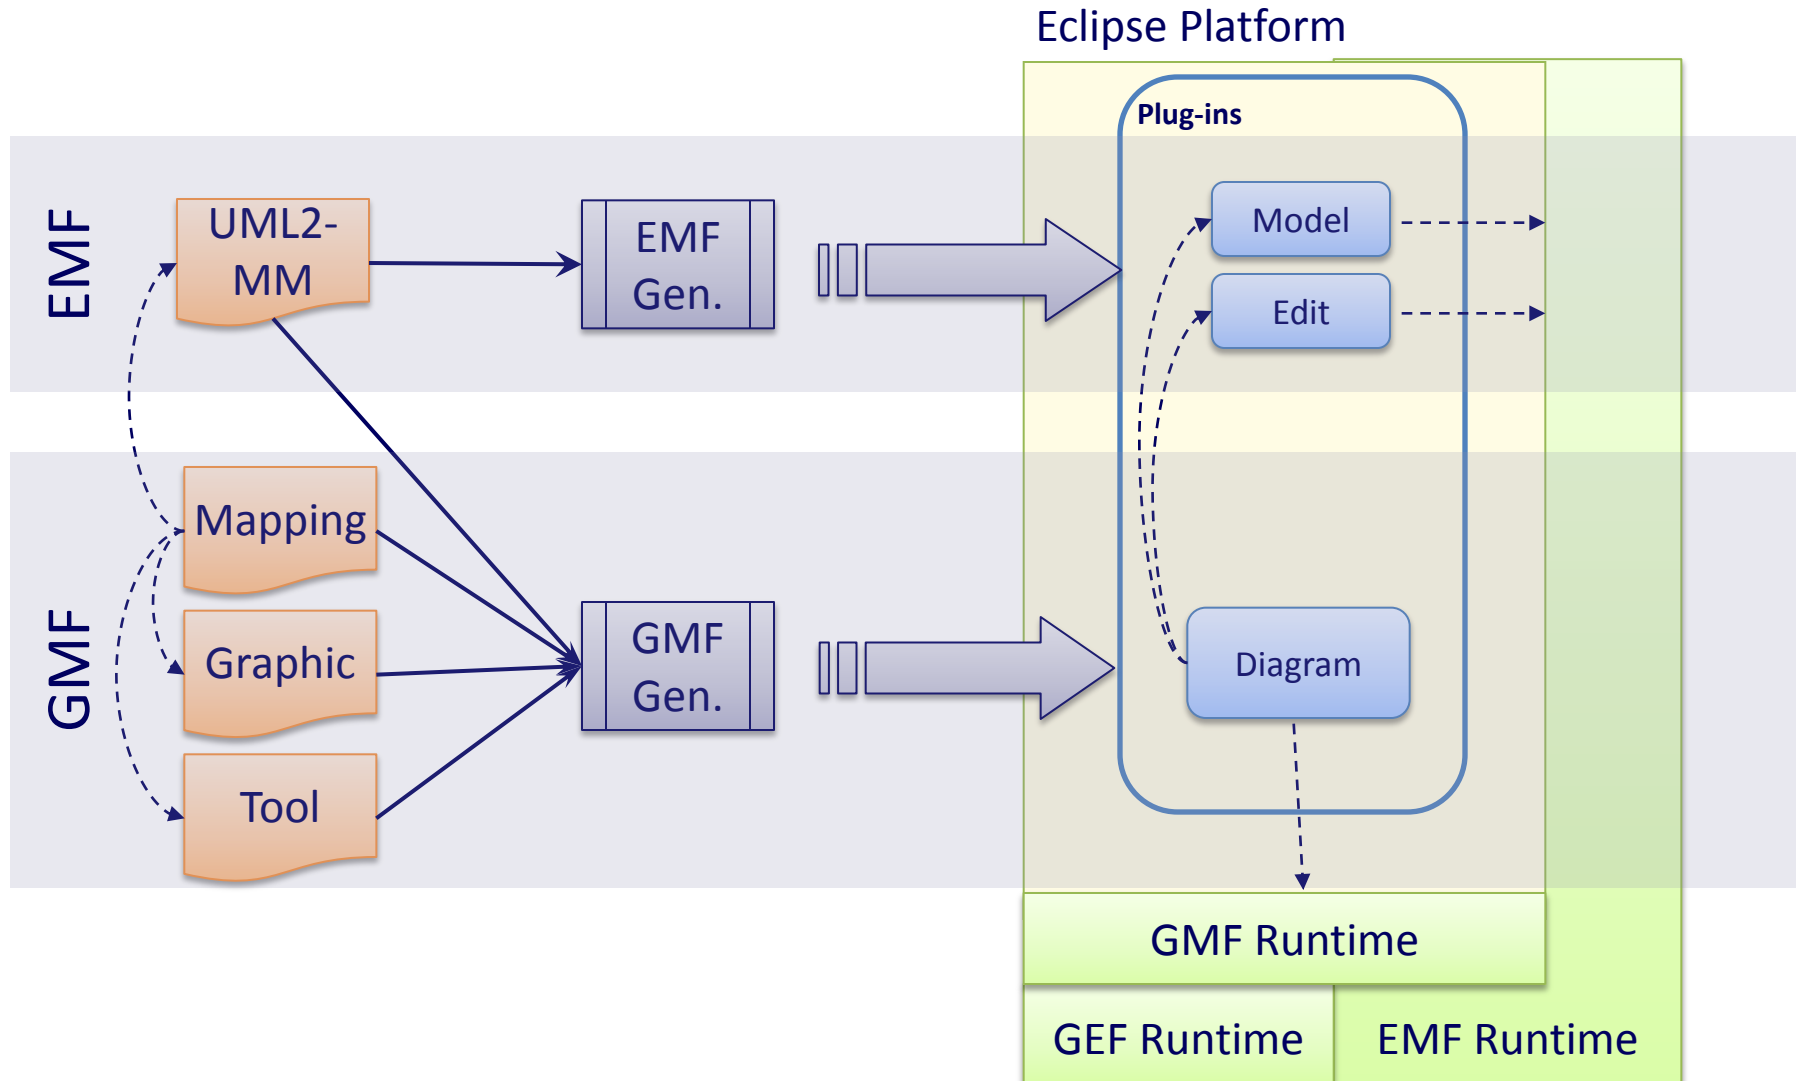 Eclipse Platform
Plug-ins
EMF
UML2-
MM
EMF
Gen.
Model
Edit
GMF
Mapping
Graphic
Tool
GMF
Gen.
Diagram
GMF Runtime
GEF Runtime
EMF Runtime